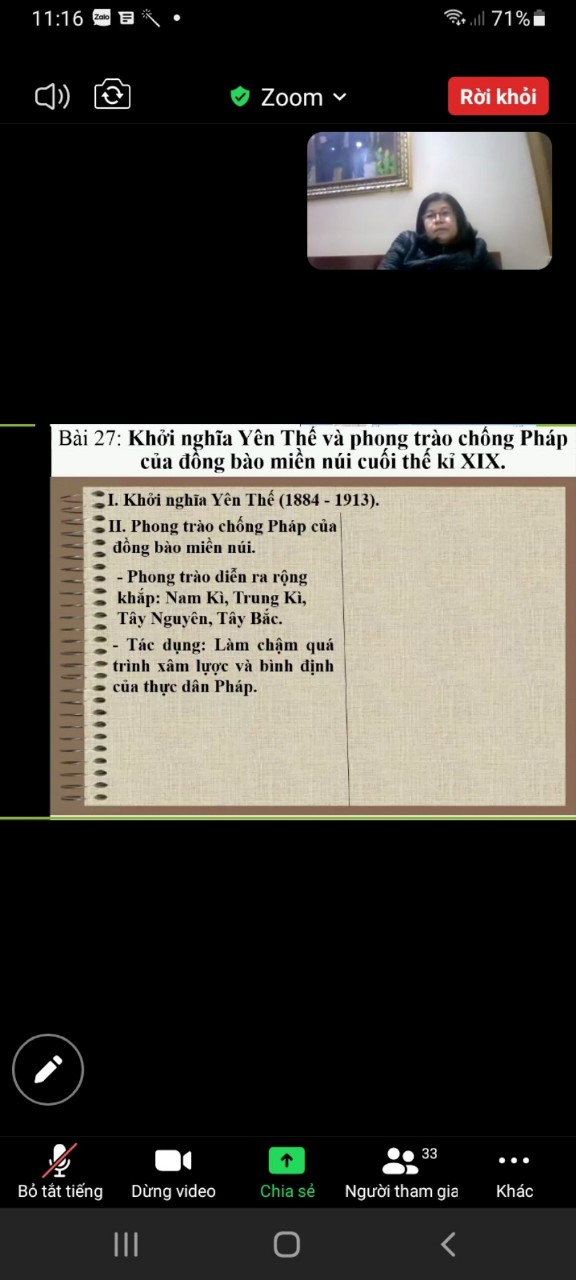 11:16
Zalo
71%
Zoom
Rời khỏi
Bài 27: Khởi nghĩa Yên Thế và phong trào chống Pháp
của đồng bào miền núi cuối thế kỉ XIX.
I. Khởi nghĩa Yên Thế (1884 - 1913).
II. Phong trào chống Pháp của
đồng bào miền núi.
- Phong trào diễn ra rộng
khắp: Nam Kì, Trung Kì,
Tây Nguyên, Tây Bắc.
- Tác dụng: Làm chậm quá
trình xâm lược và bình định
của thực dân Pháp.
33
Bỏ tắt tiếng
Dừng video
Chia sẻ
Người tham gia
Khác